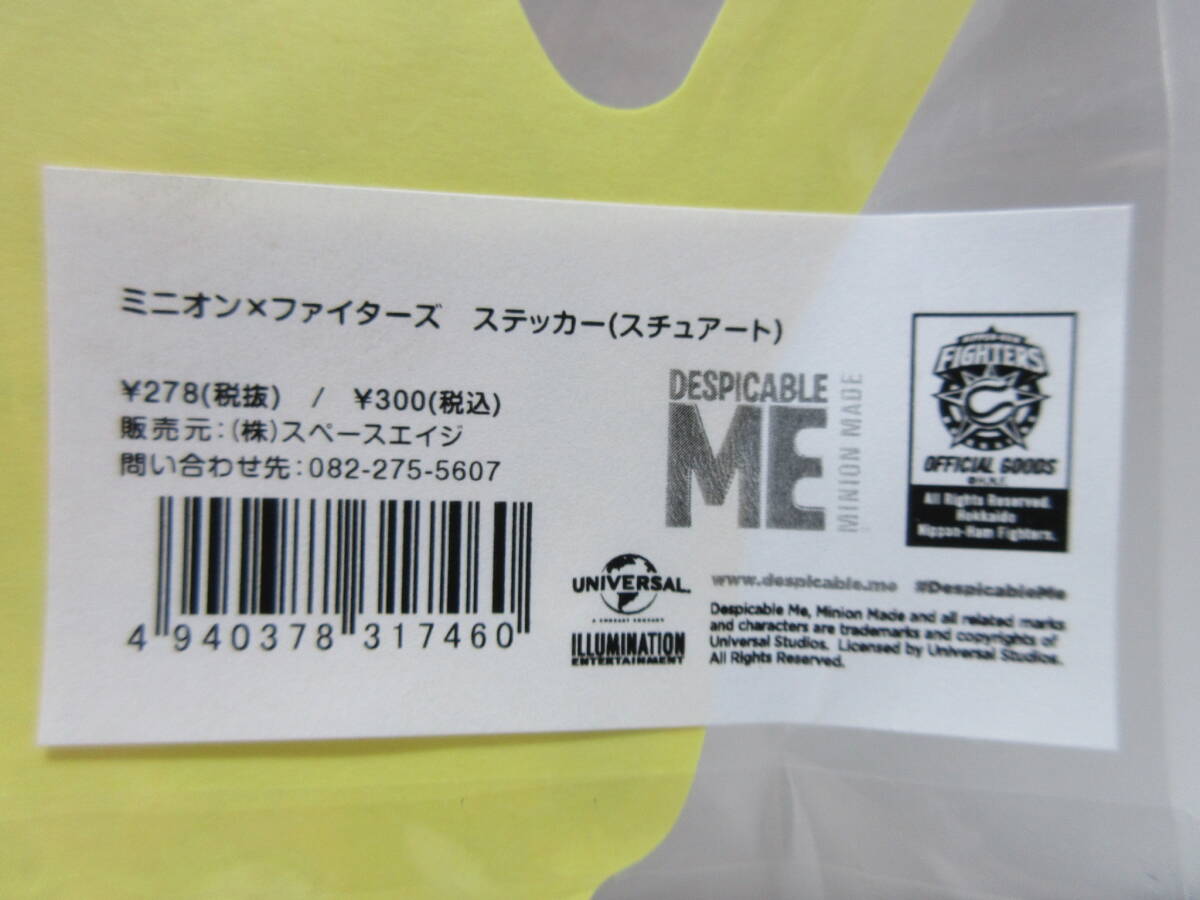 ミニオン×ファイターズ　ステッカー(スチュアート)
¥278(税抜)　/　¥300(税込)
販売元:(株)スペースエイジ
問い合わせ先:082-275-5607
4 940378 317460
DESPICABLE
ME
MINION MADE
FIGHTERS
OFFICIAL GOODS
©H.N.F.
All Rights Reserved.
Hokkaido
Nippon-Ham Fighters.
UNIVERSAL
A COMCAST COMPANY
ILLUMINATION
ENTERTAINMENT
www.despicable.me #DespicableMe
Despicable Me, Minion Made and all related marks
and characters are trademarks and copyrights of
Universal Studios. Licensed by Universal Studios.
All Rights Reserved.